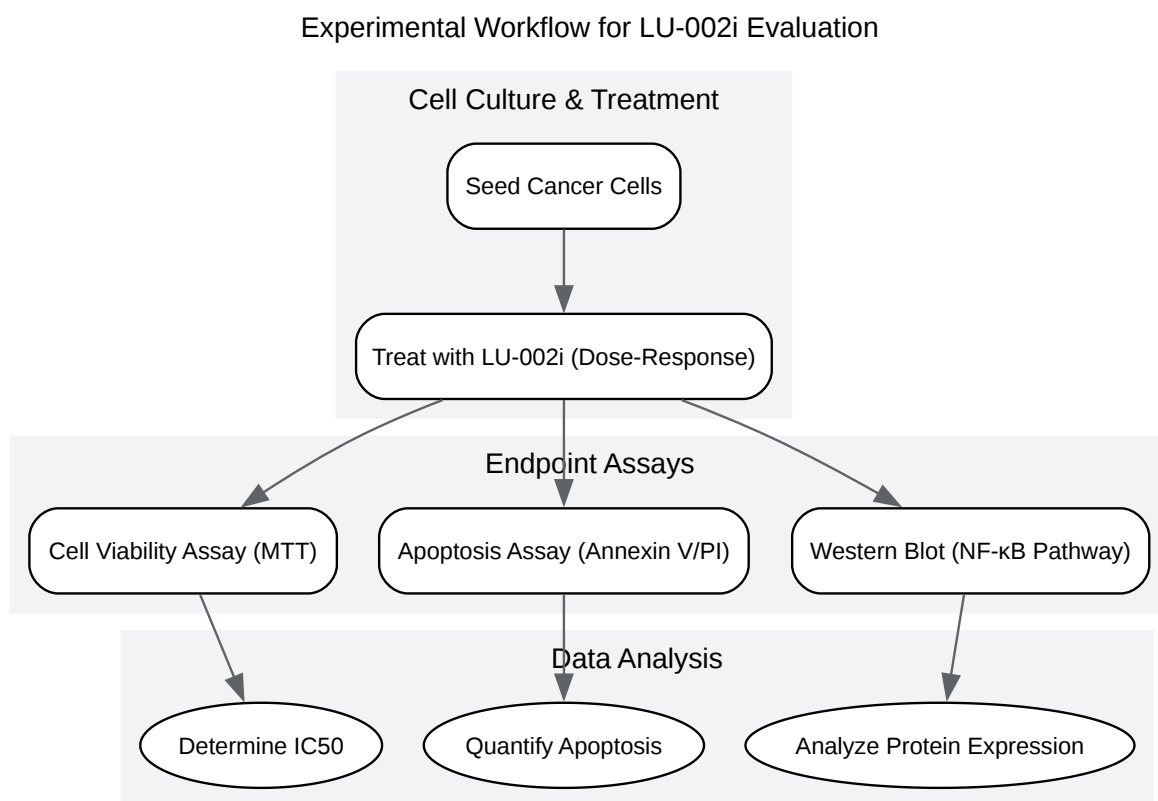 Experimental Workflow for LU-002i Evaluation
Cell Culture & Treatment
Seed Cancer Cells
Treat with LU-002i (Dose-Response)
Endpoint Assays
Cell Viability Assay (MTT)
Apoptosis Assay (Annexin V/PI)
Western Blot (NF-κB Pathway)
Data Analysis
Determine IC50
Quantify Apoptosis
Analyze Protein Expression